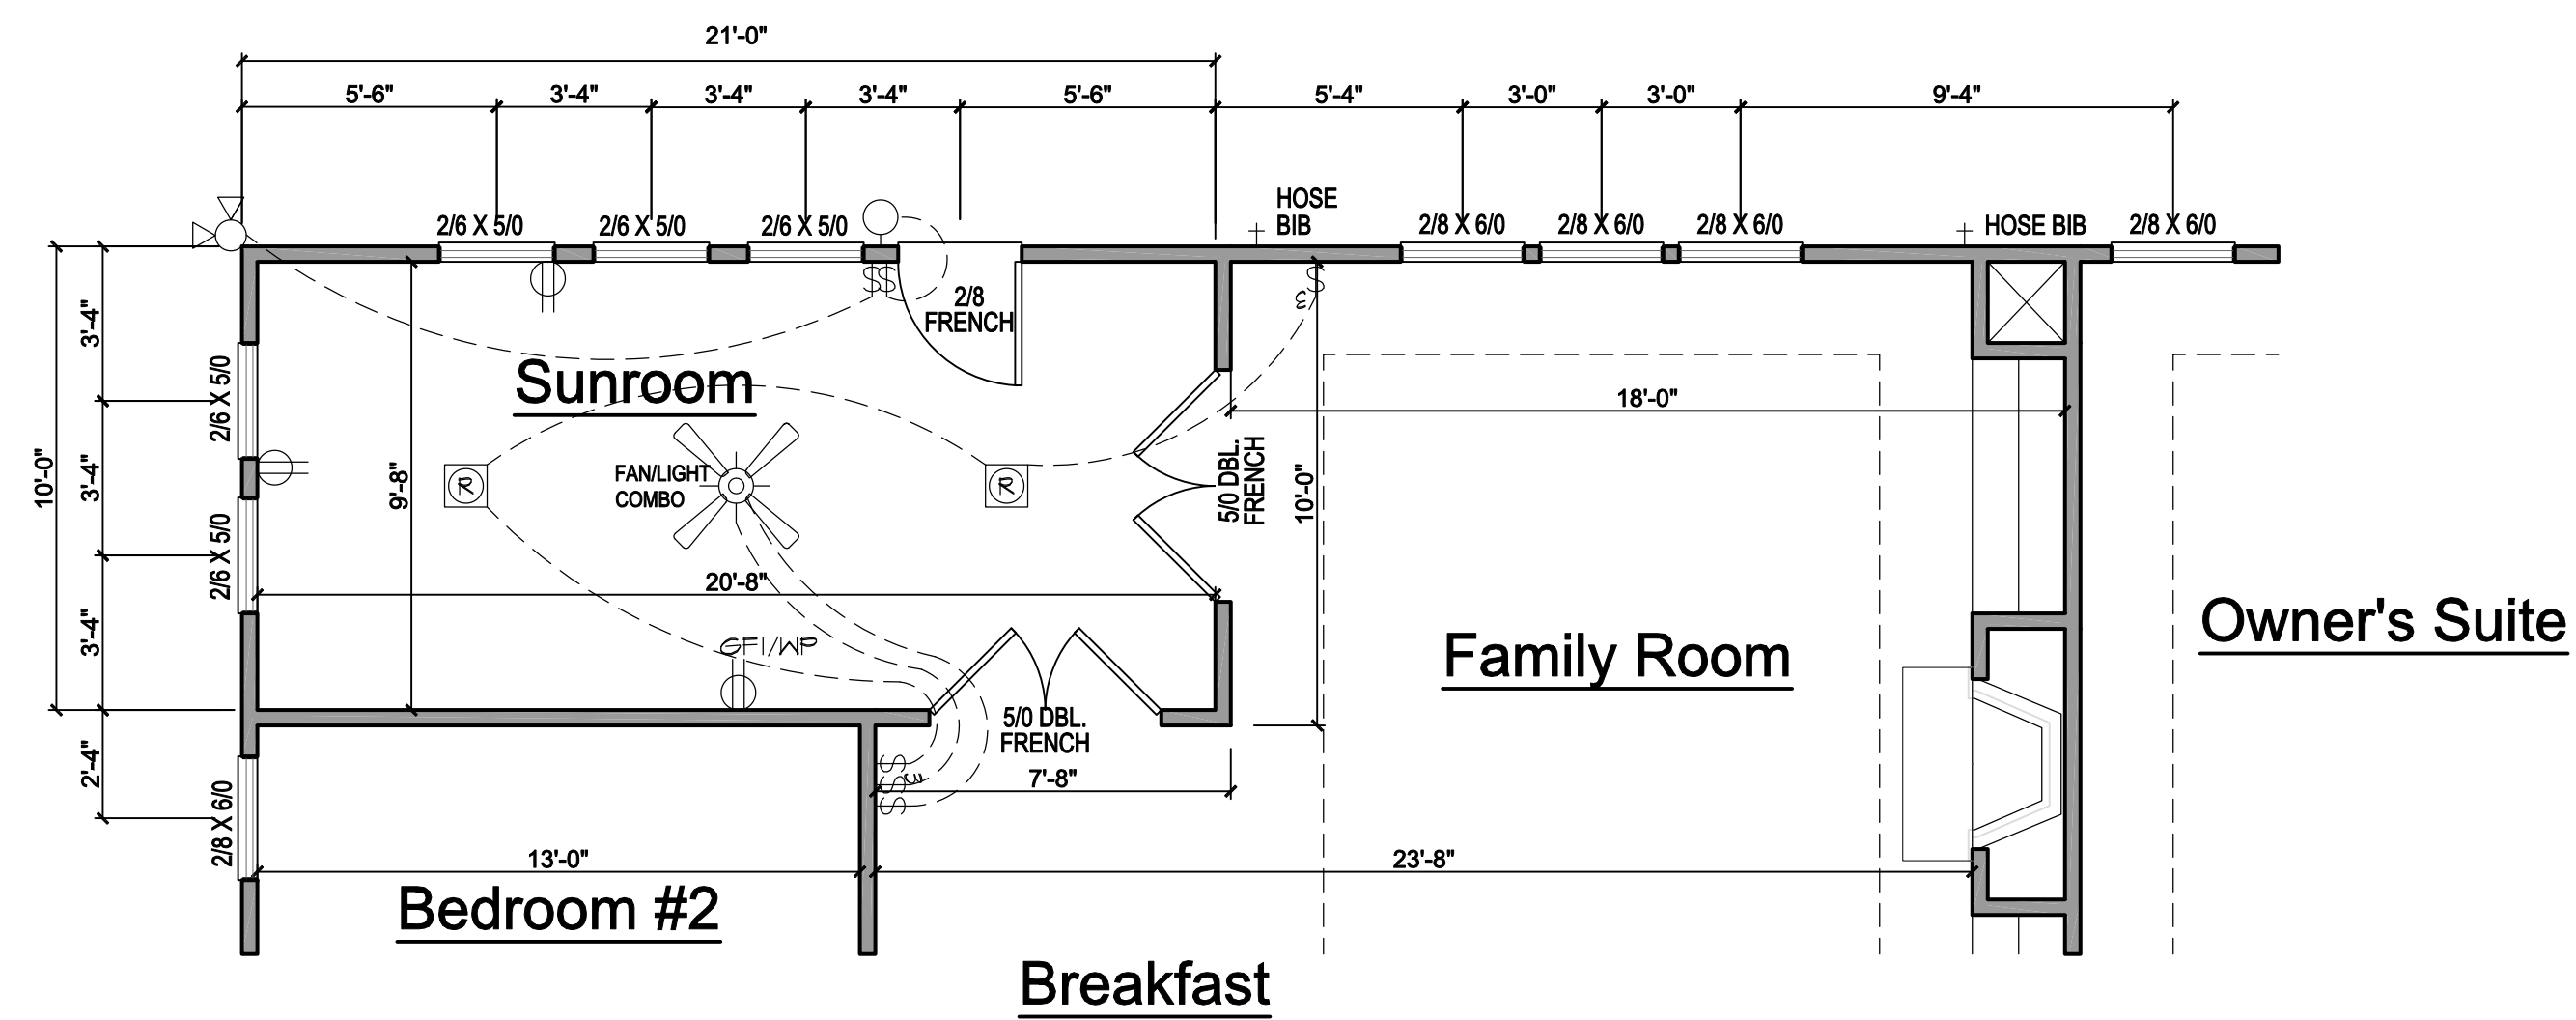 21'-0"
5'-6" 3'-4" 3'-4" 3'-4" 5'-6" 5'-4" 3'-0" 3'-0" 9'-4"
HOSE
BIB
2/6 X 5/0 2/6 X 5/0 2/6 X 5/0 2/8 X 6/0 2/8 X 6/0 2/8 X 6/0 HOSE BIB 2/8 X 6/0
$$
2/8
FRENCH
$
3
3'-4"
2/6 X 5/0
Sunroom
18'-0"
10'-0"
3'-4"
9'-8"
R
FAN/LIGHT
COMBO
R
5/0 DBL.
FRENCH
10'-0"
2/6 X 5/0
20'-8"
3'-4"
GFI/WP
Family Room
Owner's Suite
5/0 DBL.
FRENCH
2'-4"
2/8 X 6/0
$
$3
$
7'-8"
13'-0"
23'-8"
Bedroom #2
Breakfast